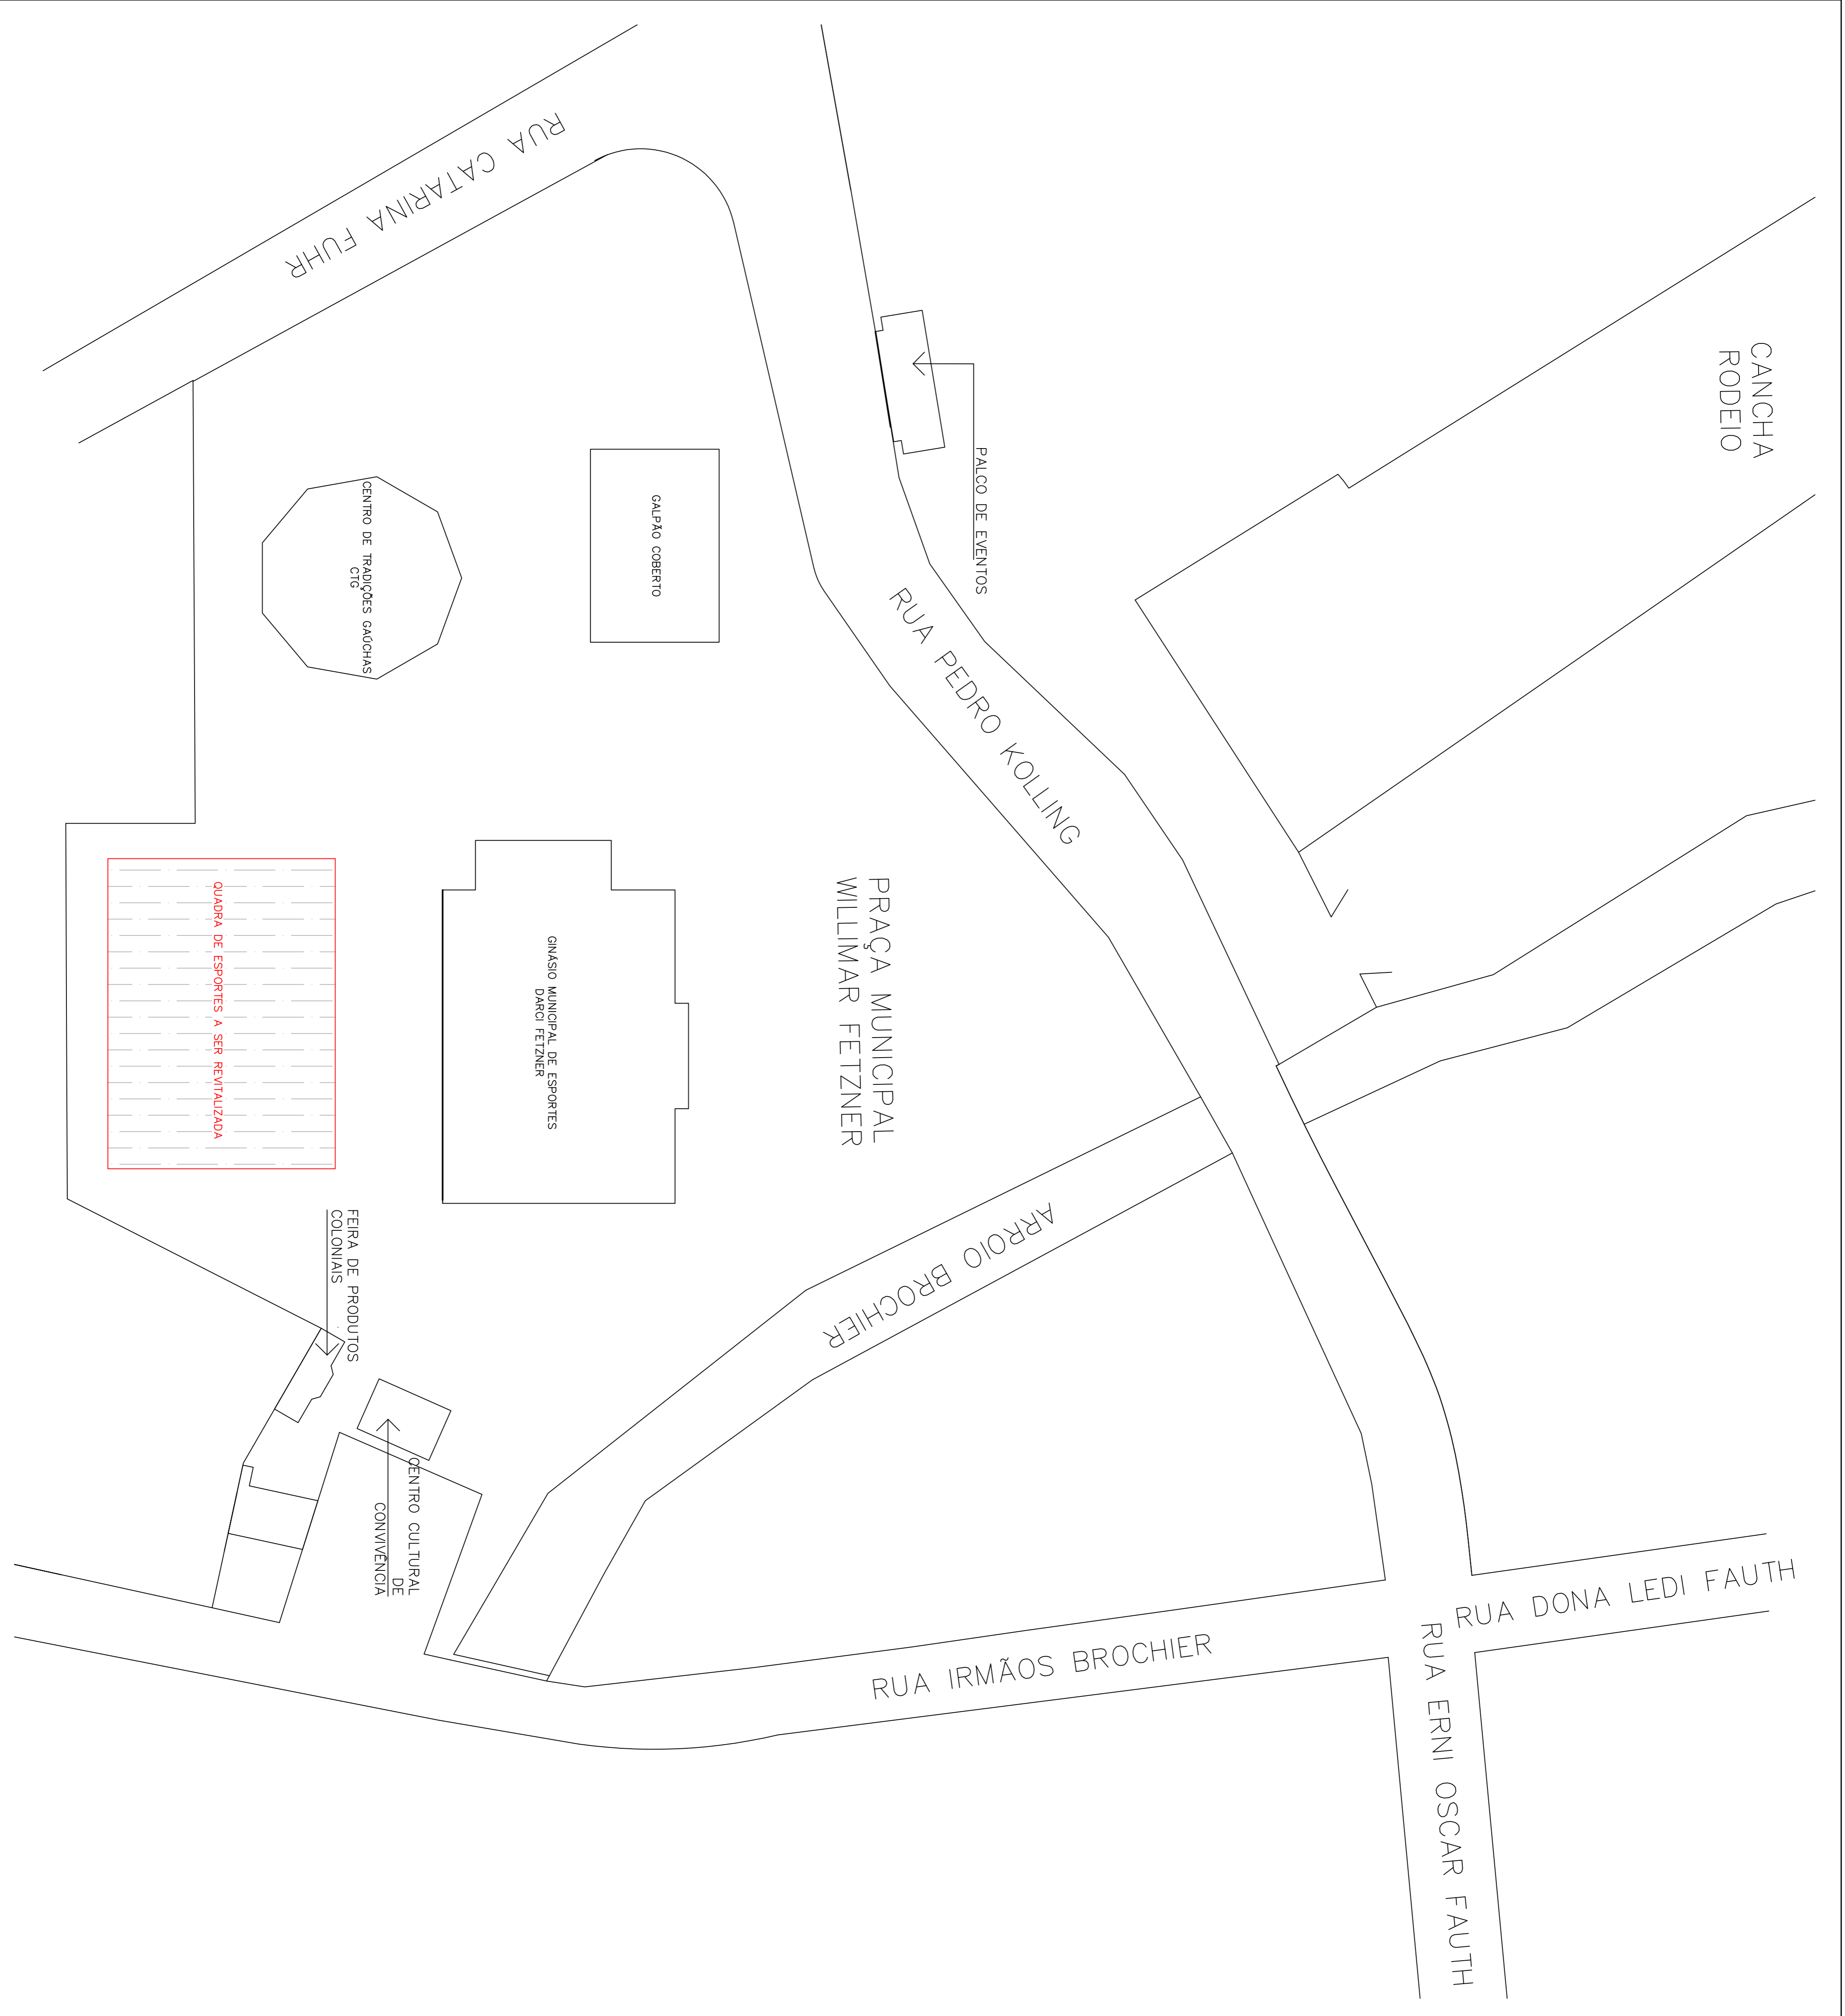 RUA CATARINA FUHR
CANCHA
RODEIO
PALCO DE EVENTOS
GALPÃO COBERTO
CENTRO DE TRADIÇÕES GAÚCHAS
CTG
RUA PEDRO KOLLING
PRAÇA MUNICIPAL
WILLIMAR FETZNER
GINÁSIO MUNICIPAL DE ESPORTES
DARCI FETZNER
QUADRA DE ESPORTES A SER REVITALIZADA
ARROIO BROCHIER
FEIRA DE PRODUTOS
COLONIAIS
CENTRO CULTURAL
DE
CONVIVÊNCIA
RUA IRMÃOS BROCHIER
RUA DONA LEDI FAUTH
RUA ERNI OSCAR FAUTH